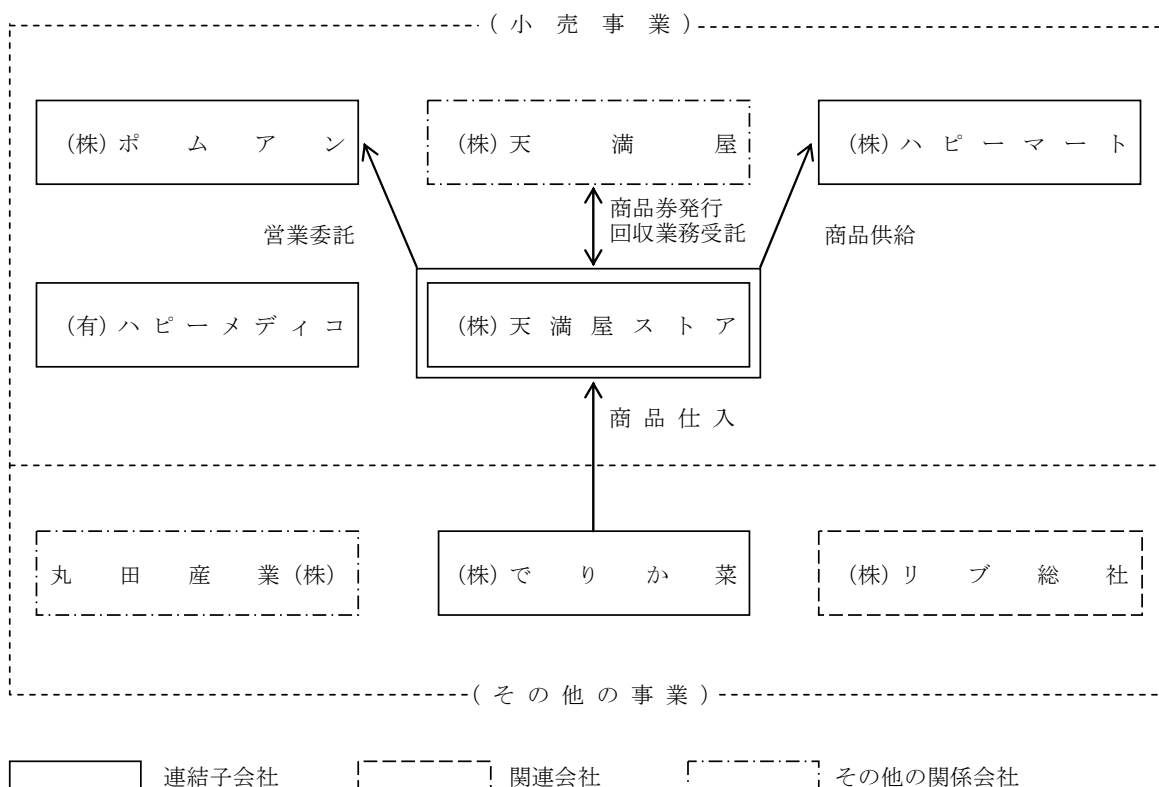 (小売事業)
(株)ポムアン
(株)天満屋
(株)ハピーマート
営業委託
商品券発行
回収業務受託
商品供給
(有)ハピーメディコ
(株)天満屋ストア
商品仕入
丸田産業(株)
(株)でりか菜
(株)リブ総社
(その他の事業)
連結子会社
関連会社
その他の関係会社